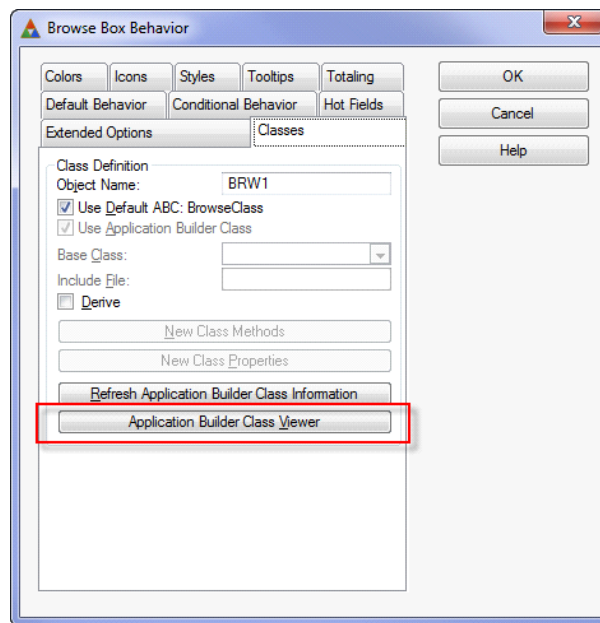 Browse Box Behavior
Colors Icons Styles Tooltips Totaling
Default Behavior Conditional Behavior Hot Fields
Extended Options Classes
OK
Cancel
Help
Class Definition
Object Name: BRW1
Use Default ABC: BrowseClass
Use Application Builder Class
Base Class:
Include File:
Derive
New Class Methods
New Class Properties
Refresh Application Builder Class Information
Application Builder Class Viewer